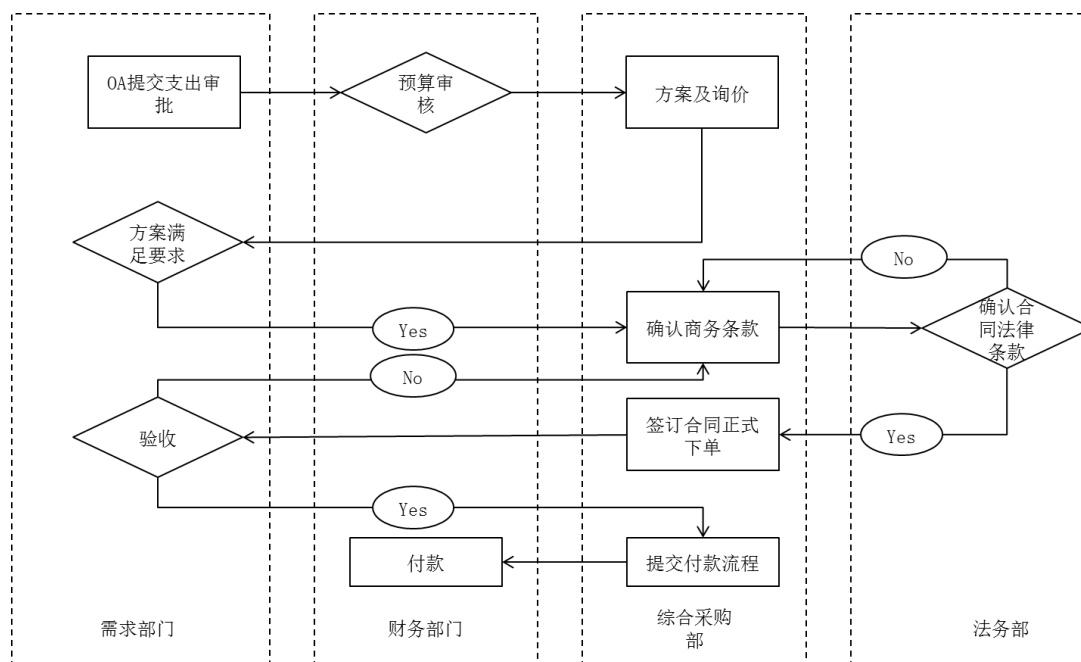 OA提交支出审
批
预算审
核
方案及询价
方案满
足要求
No
Yes
确认商务条款
确认合
同法律
条款
No
验收
签订合同正式
下单
Yes
Yes
付款
提交付款流程
需求部门
财务部门
综合采购
部
法务部